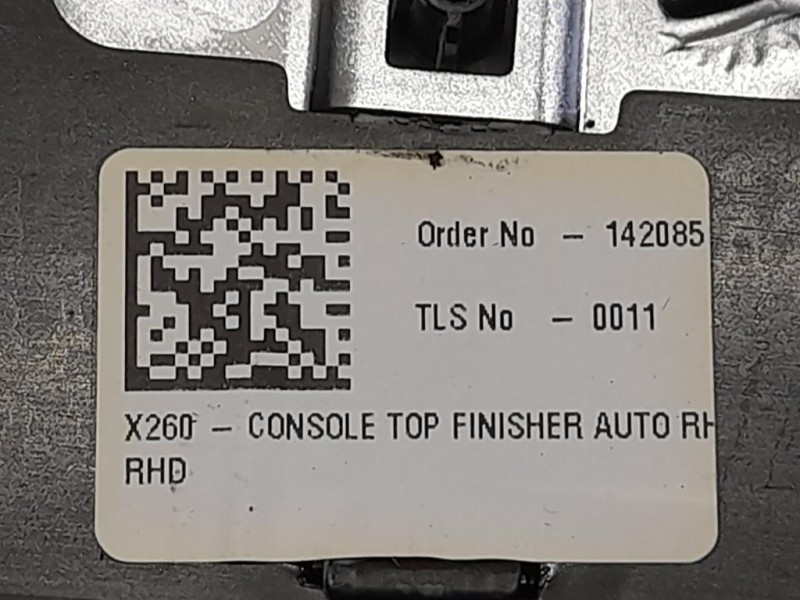 Order No - 142085
TLS No - 0011
X260 - CONSOLE TOP FINISHER AUTO RH
RHD